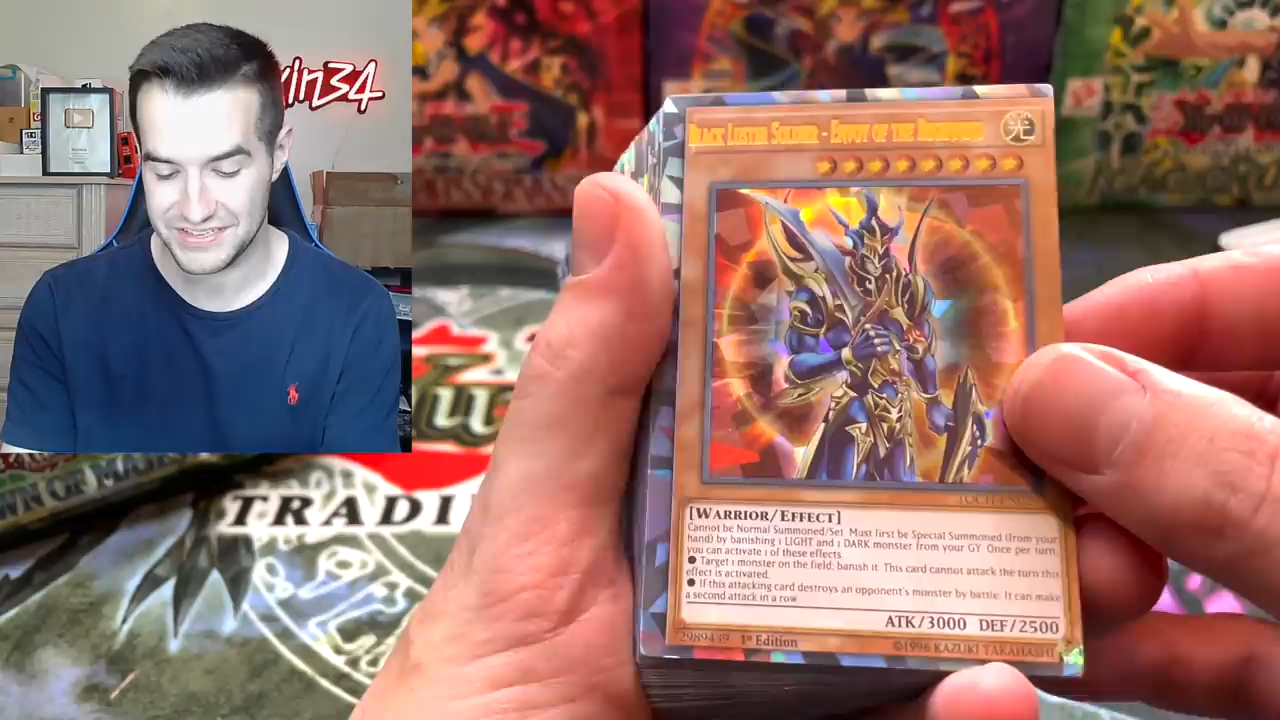 in34
BLACK LUSTER SOLDIER - ENVOY OF THE BEGINNING
光
[WARRIOR/EFFECT]
Cannot be Normal Summoned/Set. Must first be Special Summoned (from your
hand) by banishing 1 LIGHT and 1 DARK monster from your GY. Once per turn:
you can activate 1 of these effects.
● Target 1 monster on the field; banish it. This card cannot attack the turn this
effect is activated.
● If this attacking card destroys an opponent's monster by battle: It can make
a second attack in a row.
ATK/3000 DEF/2500
1st Edition
©1996 KAZUKI TAKAHASHI
TRADI